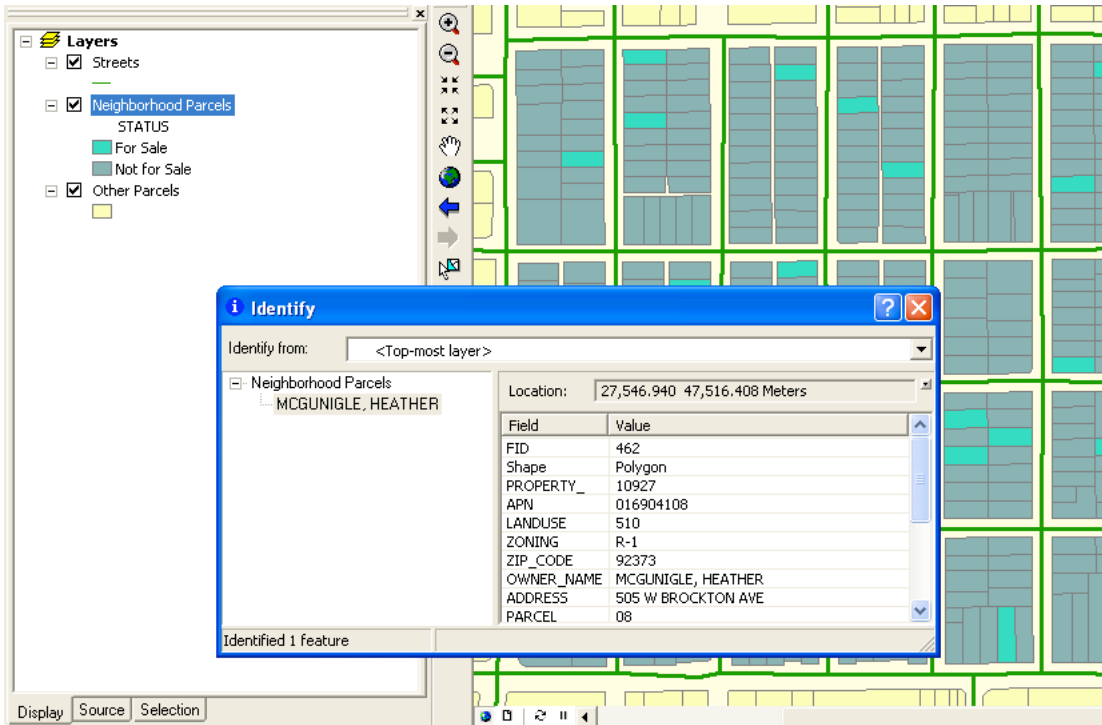 Layers
Streets
Neighborhood Parcels
STATUS
For Sale
Not for Sale
Other Parcels
Identify
Identify from:
<Top-most layer>
Neighborhood Parcels
MCGUNIGLE, HEATHER
Location:
27,546.940 47,516.408 Meters
Field Value
FID 462
Shape Polygon
PROPERTY_ 10927
APN 016904108
LANDUSE 510
ZONING R-1
ZIP_CODE 92373
OWNER_NAME MCGUNIGLE, HEATHER
ADDRESS 505 W BROCKTON AVE
PARCEL 08
Identified 1 feature
Display Source Selection